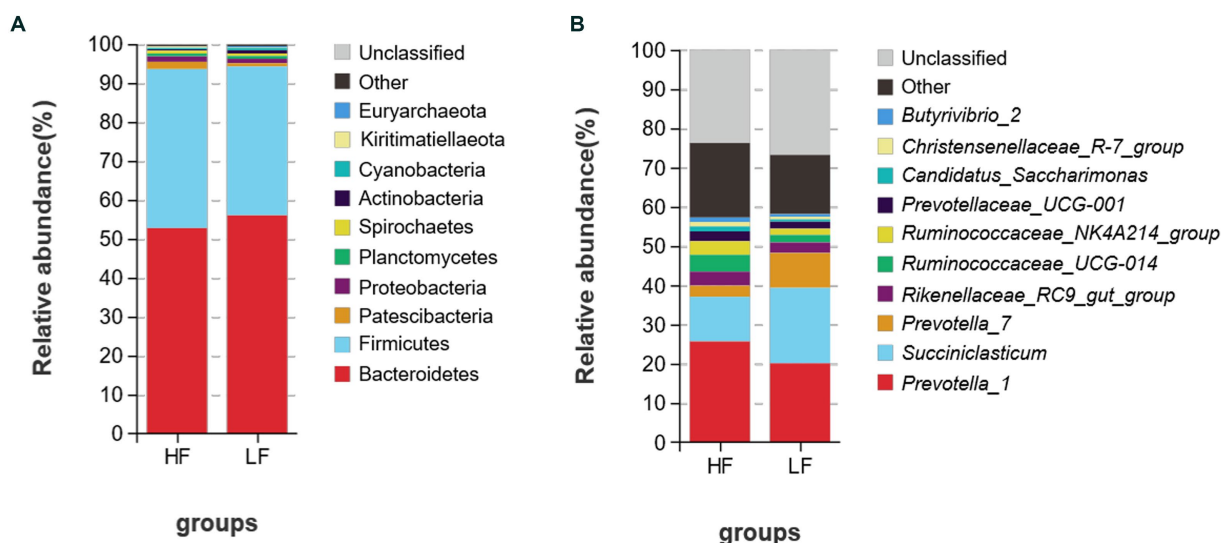 A
Relative abundance(%)
100
90
80
70
60
50
40
30
20
10
0
HF
LF
groups
Unclassified
Other
Euryarchaeota
Kiritimatiellaeota
Cyanobacteria
Actinobacteria
Spirochaetes
Planctomycetes
Proteobacteria
Patescibacteria
Firmicutes
Bacteroidetes
B
Relative abundance(%)
100
90
80
70
60
50
40
30
20
10
0
HF
LF
groups
Unclassified
Other
Butyrivibrio_2
Christensenellaceae_R-7_group
Candidatus_Saccharimonas
Prevotellaceae_UCG-001
Ruminococcaceae_NK4A214_group
Ruminococcaceae_UCG-014
Rikenellaceae_RC9_gut_group
Prevotella_7
Succiniclasticum
Prevotella_1